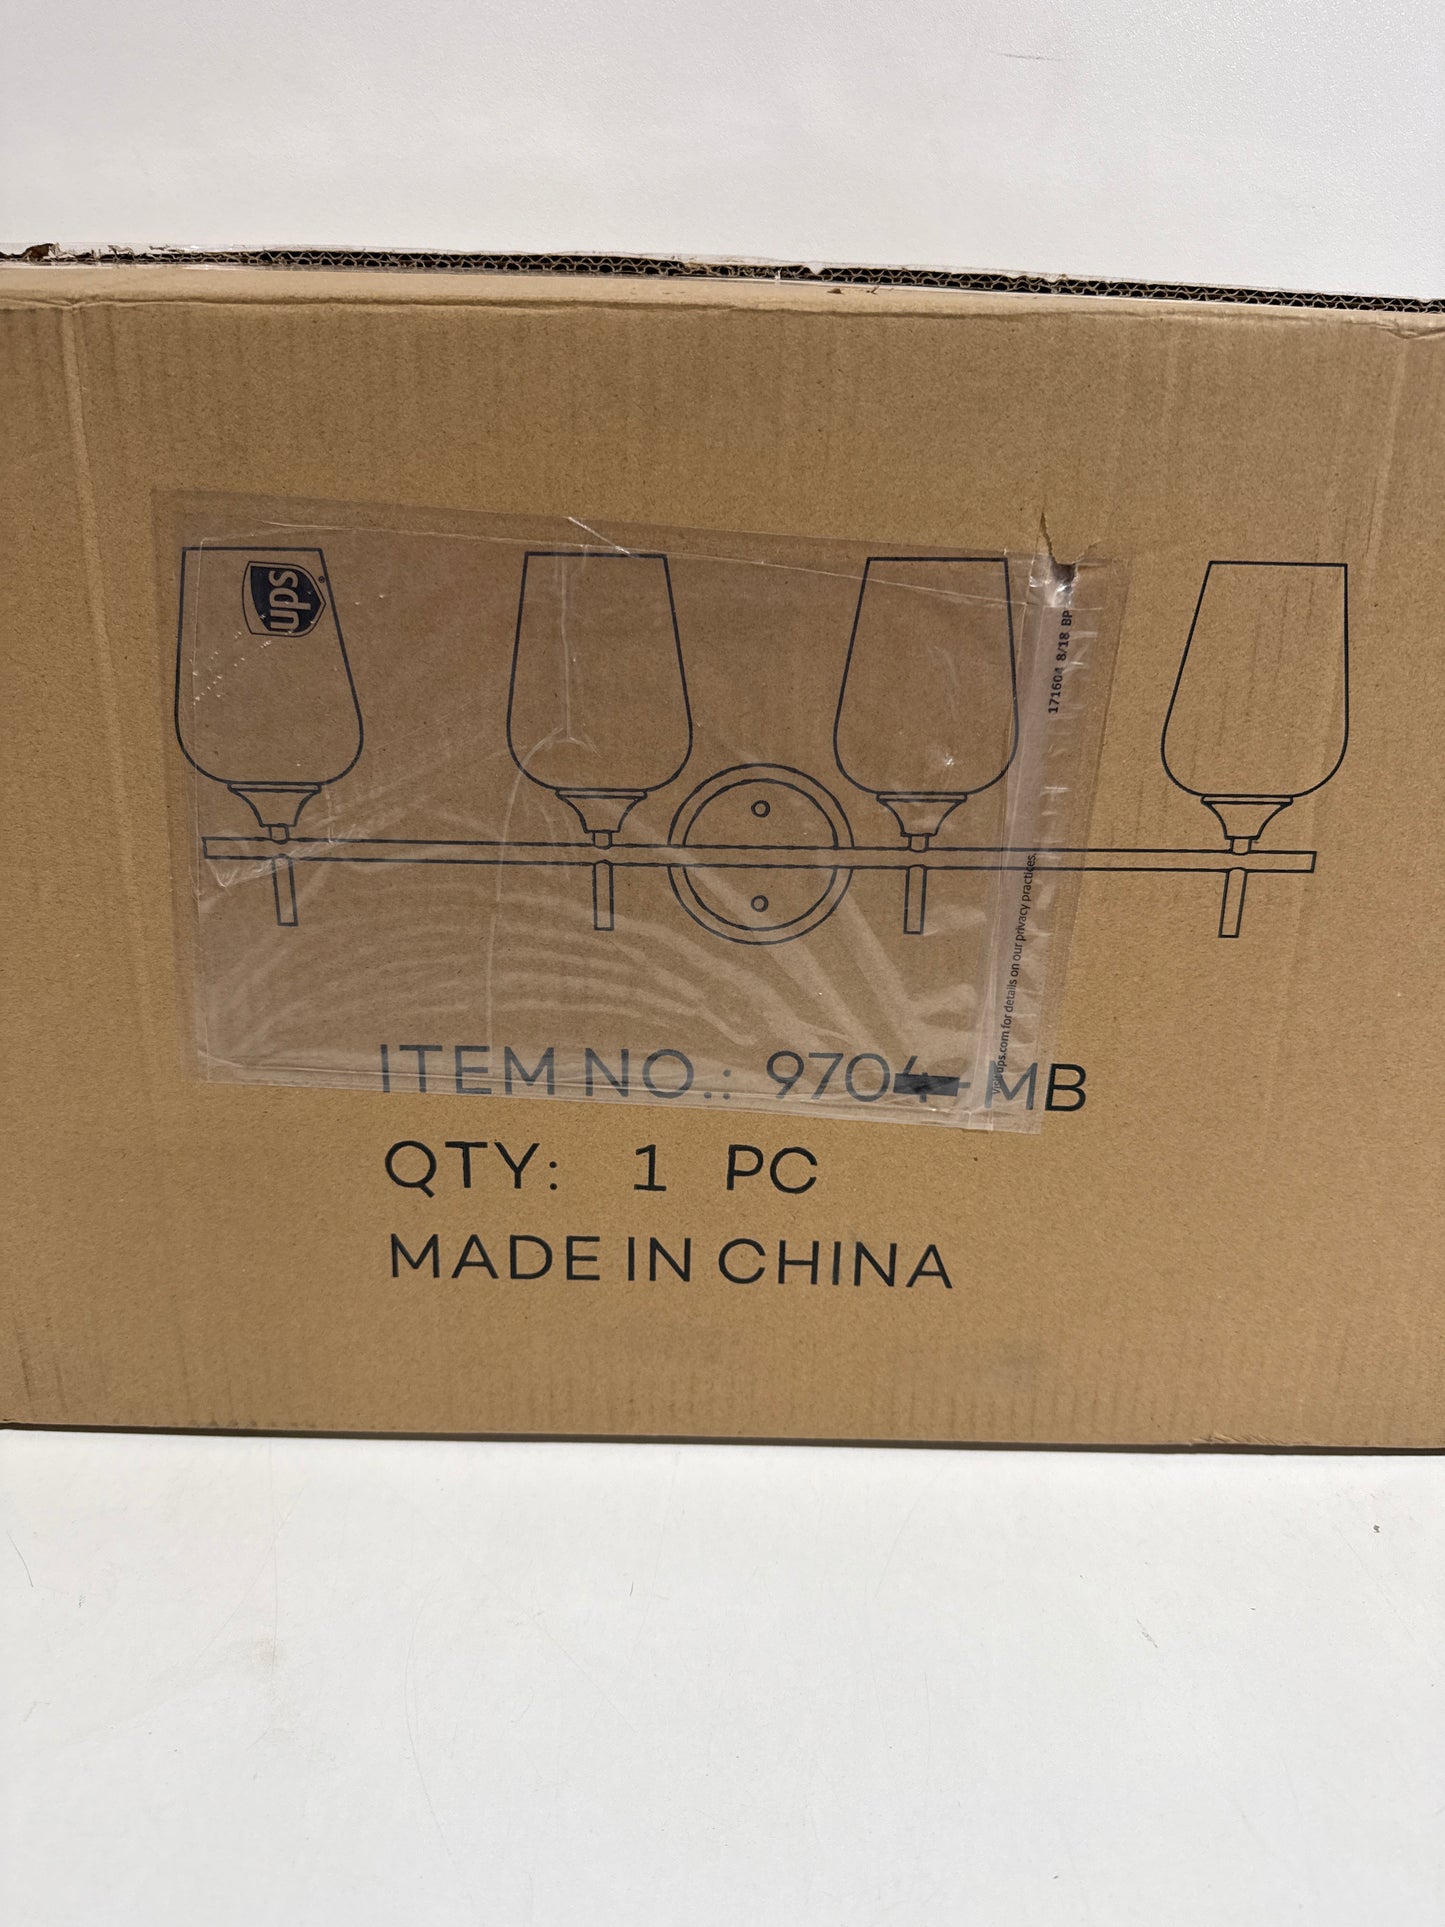 ups
171604 8/18 BP
Visit ups.com for details on our privacy practices.
ITEM NO.: 9704-MB
QTY: 1 PC
MADE IN CHINA